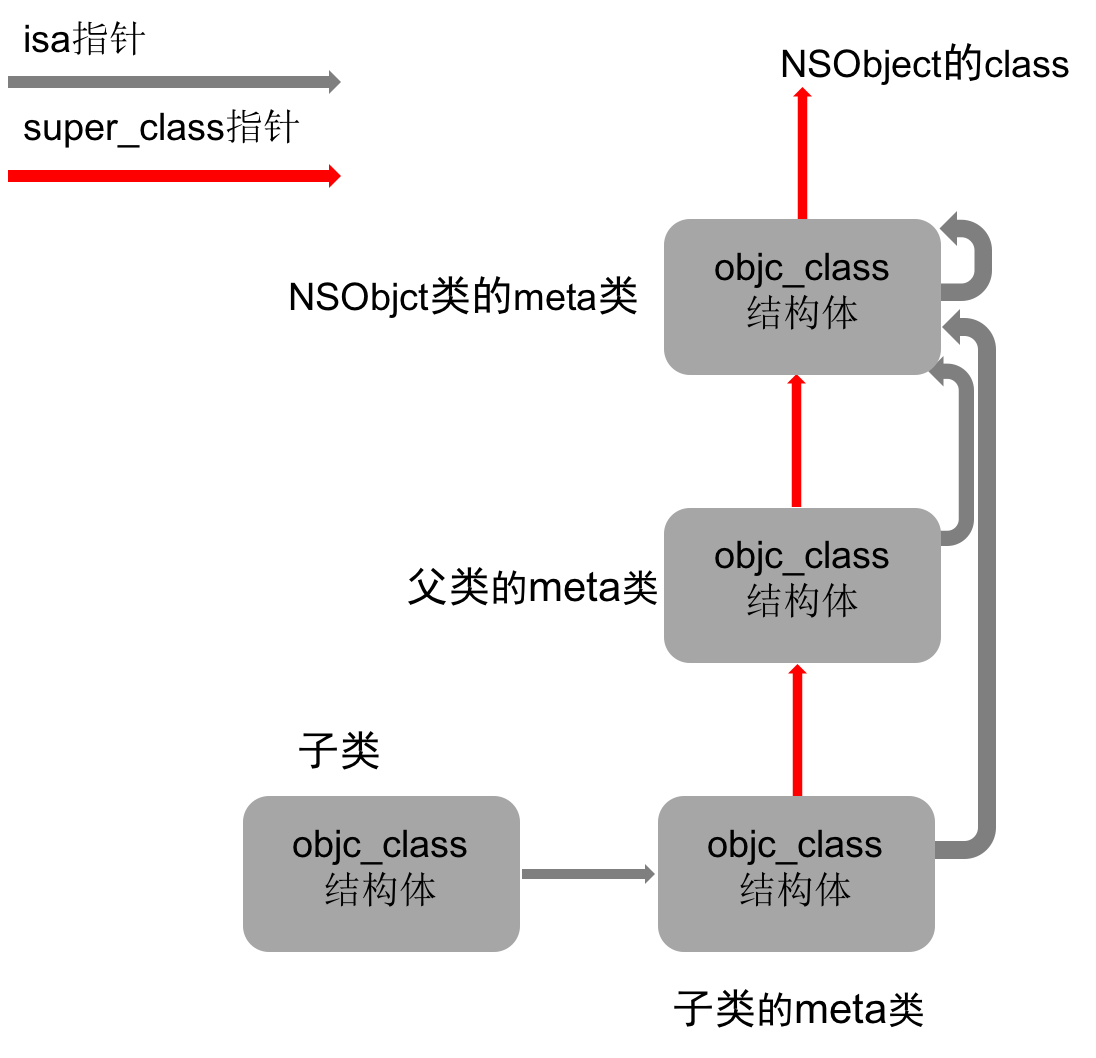 isa指针
super_class指针
NSObject的class
NSObjct类的meta类
objc_class
结构体
父类的meta类
objc_class
结构体
子类
objc_class
结构体
objc_class
结构体
子类的meta类